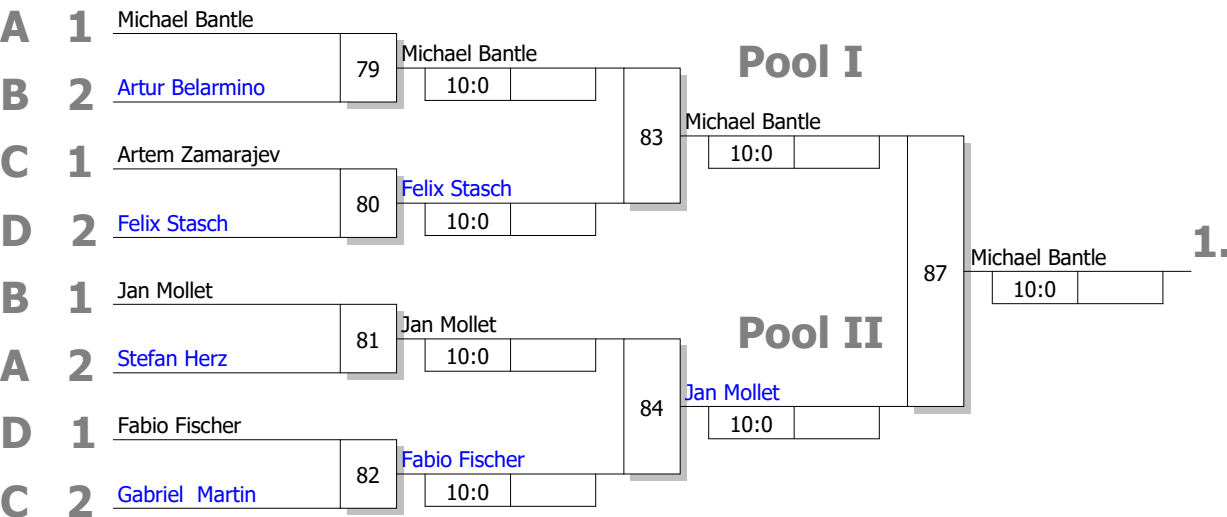 A 1 Michael Bantle
79 Michael Bantle
10:0
B 2 Artur Belarmino
Pool I
83 Michael Bantle
10:0
C 1 Artem Zamarajev
80 Felix Stasch
10:0
D 2 Felix Stasch
87 Michael Bantle 1.
10:0
B 1 Jan Mollet
81 Jan Mollet
10:0
A 2 Stefan Herz
Pool II
84 Jan Mollet
10:0
D 1 Fabio Fischer
82 Fabio Fischer
10:0
C 2 Gabriel Martin